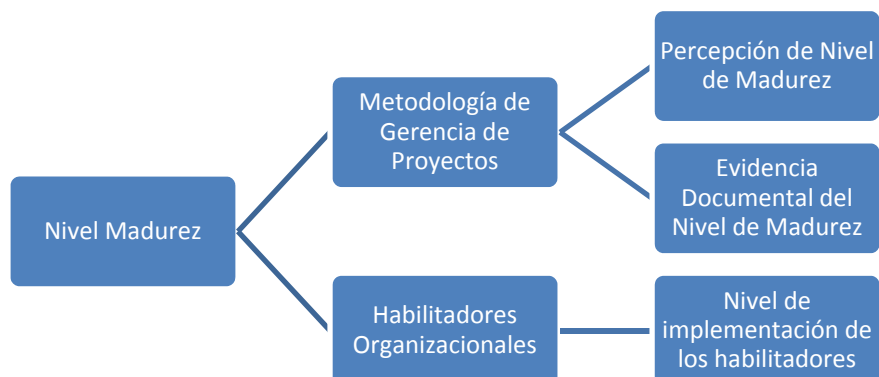 Nivel Madurez
Metodología de
Gerencia de
Proyectos
Percepción de Nivel
de Madurez
Evidencia
Documental del
Nivel de Madurez
Habilitadores
Organizacionales
Nivel de
implementación de
los habilitadores